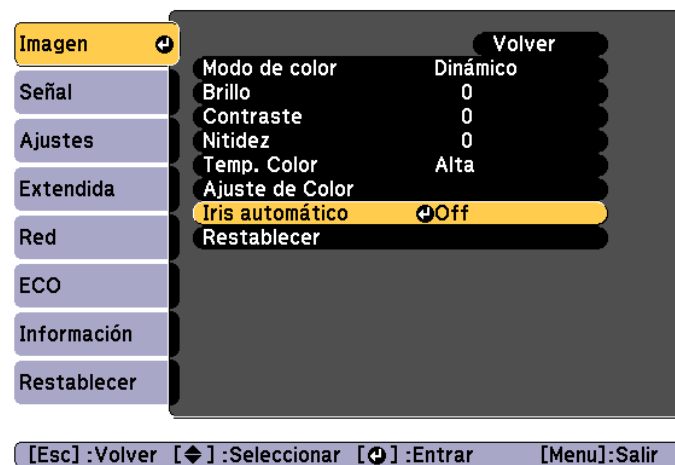 Imagen
Señal
Ajustes
Extendida
Red
ECO
Información
Restablecer
Volver
Modo de color Dinámico
Brillo 0
Contraste 0
Nitidez 0
Temp. Color Alta
Ajuste de Color
Iris automático Off
Restablecer
[Esc] :Volver [ ] :Seleccionar [ ] :Entrar [Menu]:Salir